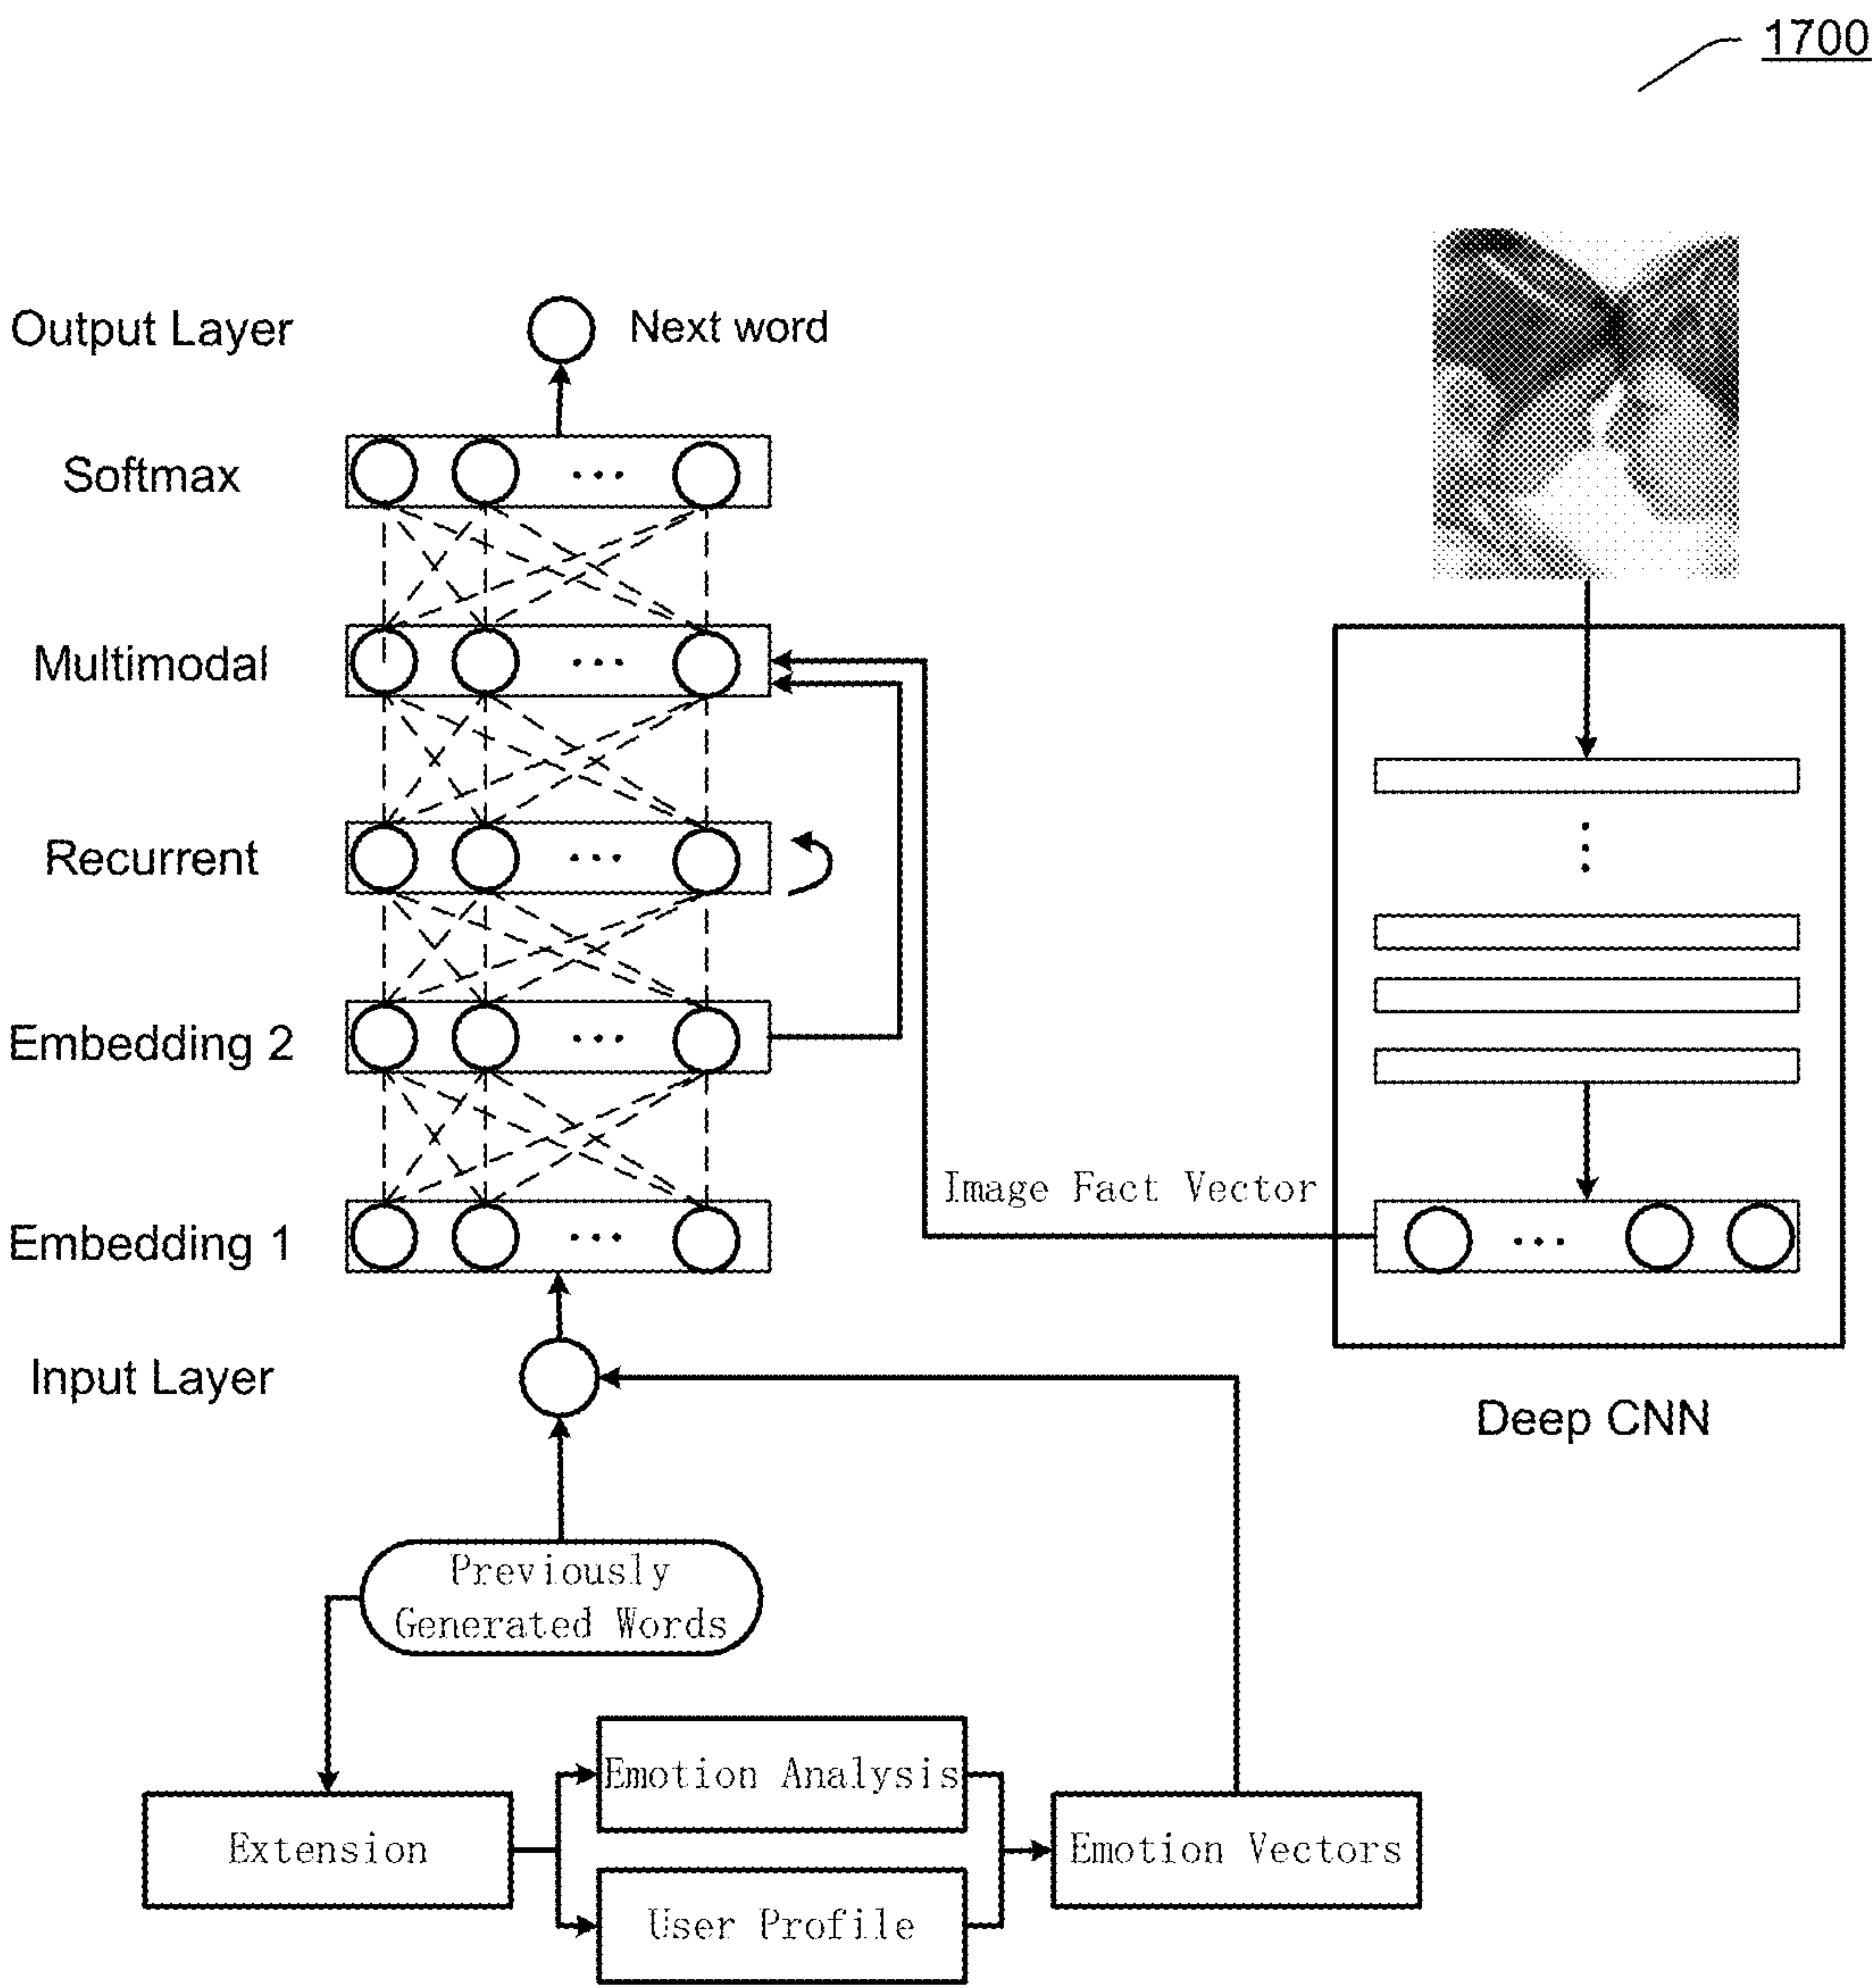 1700
Output Layer
Next word
Softmax
Multimodal
Recurrent
Embedding 2
Image Fact Vector
Embedding 1
Input Layer
Deep CNN
Previously
Generated Words
Emotion Analysis
Extension
Emotion Vectors
User Profile